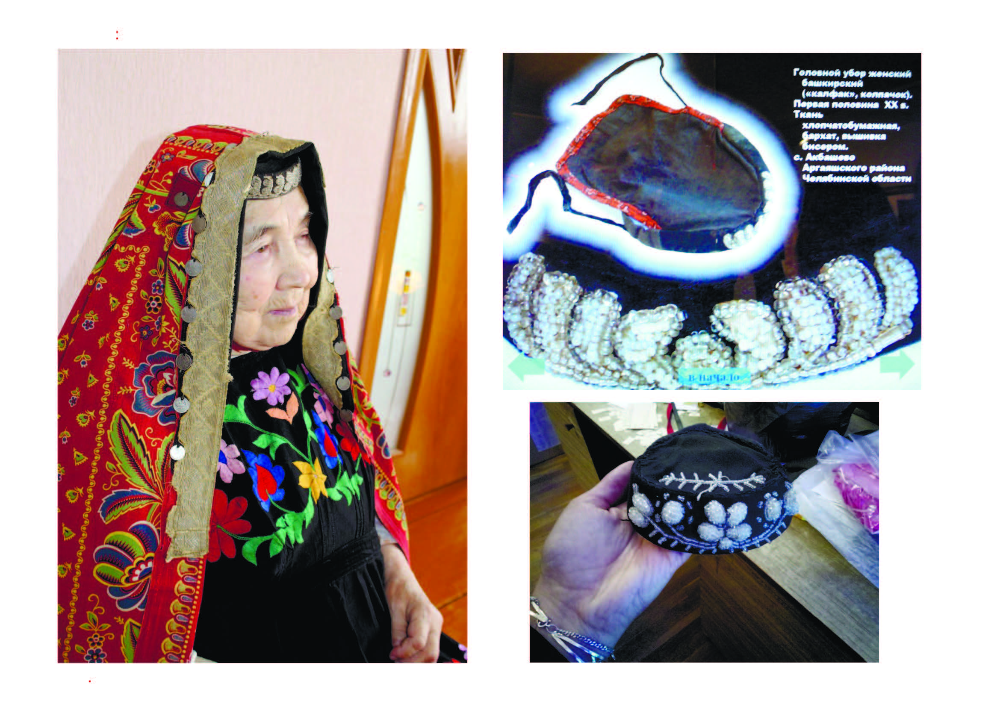 Головной убор женский
башкирский
(«калфак», колпачок).
Первая половина XX в.
Ткань
хлопчатобумажная,
бархат, вышивка
бисером.
с. Акбашево
Аргаяшского района
Челябинской области
в начало